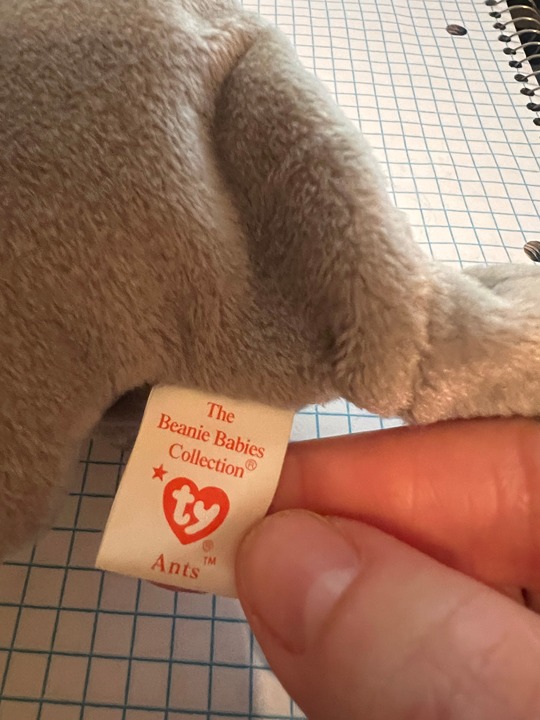 The
Beanie Babies
Collection®
ty
®
Ants™